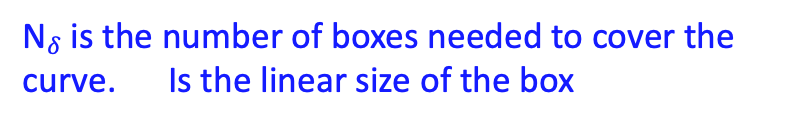 N𝛿 is the number of boxes needed to cover the
curve. Is the linear size of the box